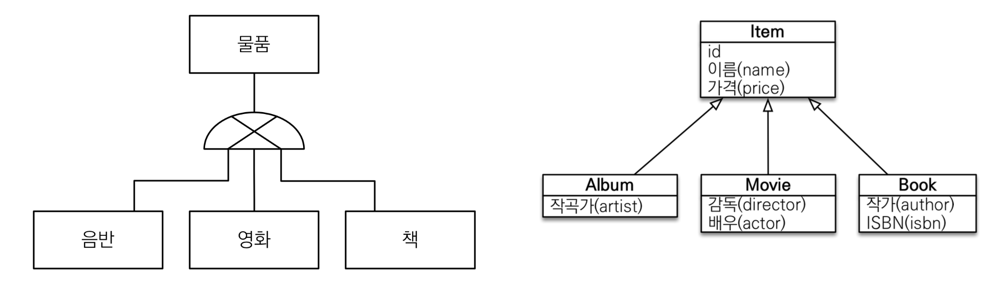 물품
음반
영화
책
Item
id
이름(name)
가격(price)
Album
작곡가(artist)
Movie
감독(director)
배우(actor)
Book
작가(author)
ISBN(isbn)